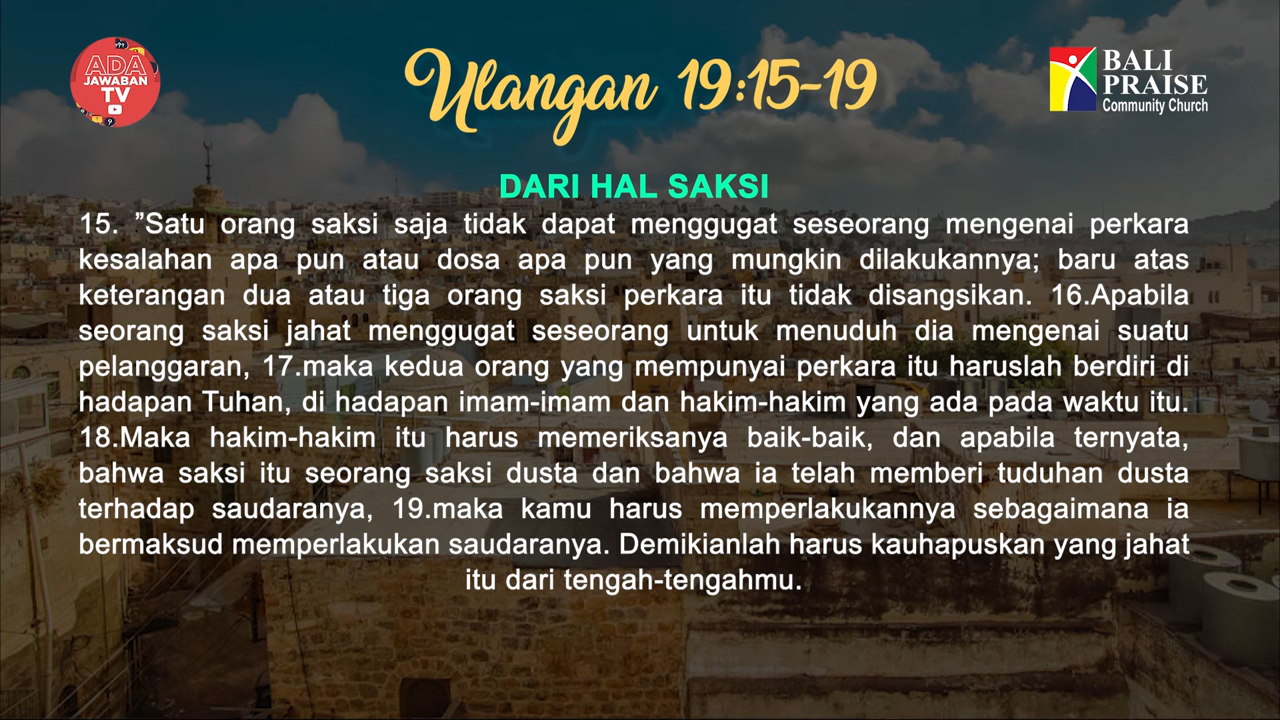 ADA
JAWABAN
TV
Ulangan 19:15-19
BALI
PRAISE
Community Church
DARI HAL SAKSI
15. ”Satu orang saksi saja tidak dapat menggugat seseorang mengenai perkara
kesalahan apa pun atau dosa apa pun yang mungkin dilakukannya; baru atas
keterangan dua atau tiga orang saksi perkara itu tidak disangsikan. 16.Apabila
seorang saksi jahat menggugat seseorang untuk menuduh dia mengenai suatu
pelanggaran, 17.maka kedua orang yang mempunyai perkara itu haruslah berdiri di
hadapan Tuhan, di hadapan imam-imam dan hakim-hakim yang ada pada waktu itu.
18.Maka hakim-hakim itu harus memeriksanya baik-baik, dan apabila ternyata,
bahwa saksi itu seorang saksi dusta dan bahwa ia telah memberi tuduhan dusta
terhadap saudaranya, 19.maka kamu harus memperlakukannya sebagaimana ia
bermaksud memperlakukan saudaranya. Demikianlah harus kauhapuskan yang jahat
itu dari tengah-tengahmu.